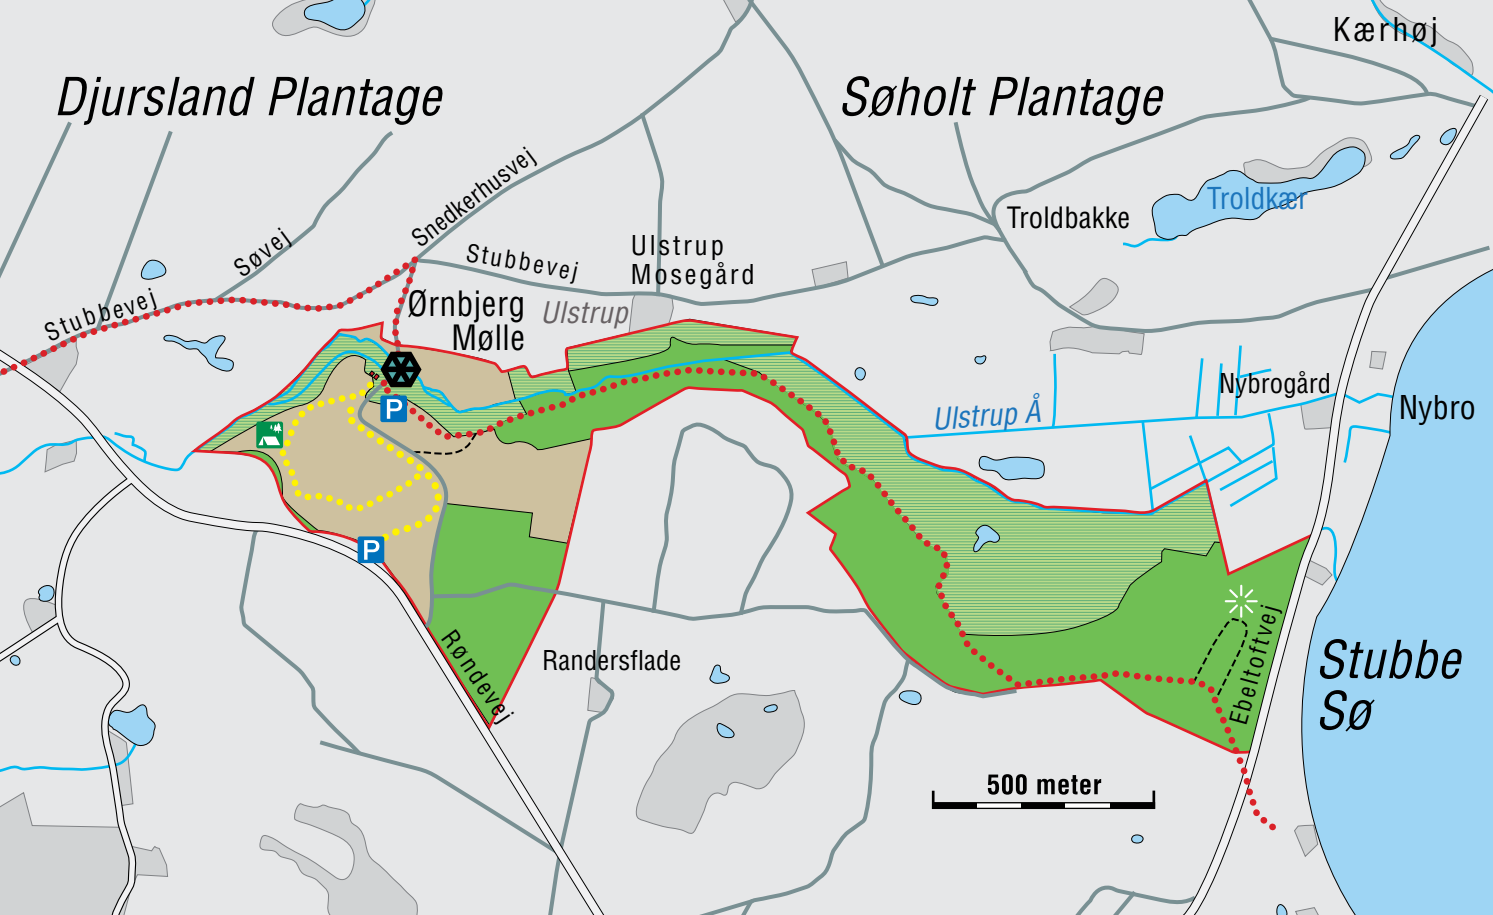 Kærhøj
Djursland Plantage
Søholt Plantage
Snedkerhusvej
Troldkær
Troldbakke
Søvej
Stubbevej
Ulstrup
Mosegård
Stubbevej
Ørnbjerg
Mølle
Ulstrup
Nybrogård
P
Ulstrup Å
Nybro
P
Røndevej
Randersflade
Ebeltoftvej
Stubbe
Sø
500 meter